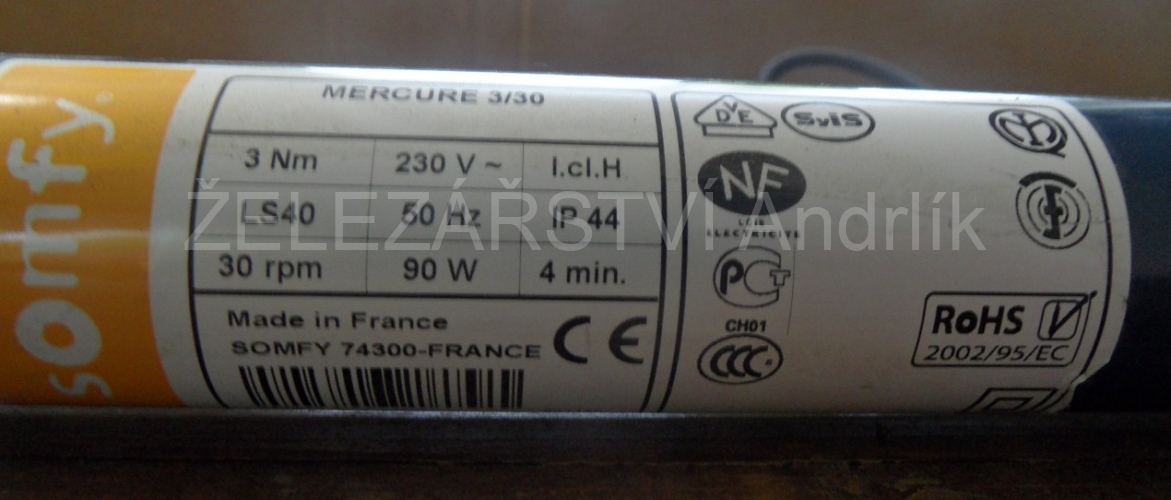 somfy.
MERCURE 3/30
3 Nm 230 V ~ I.cl.H
LS40 50 Hz IP 44
30 rpm 90 W 4 min.
Made in France
SOMFY 74300-FRANCE
CE
VDE
NF
ELECTRICITE
PCT
CH01
CCC
RoHS
2002/95/EC
ŽELEZÁŘSTVÍ Andrlík